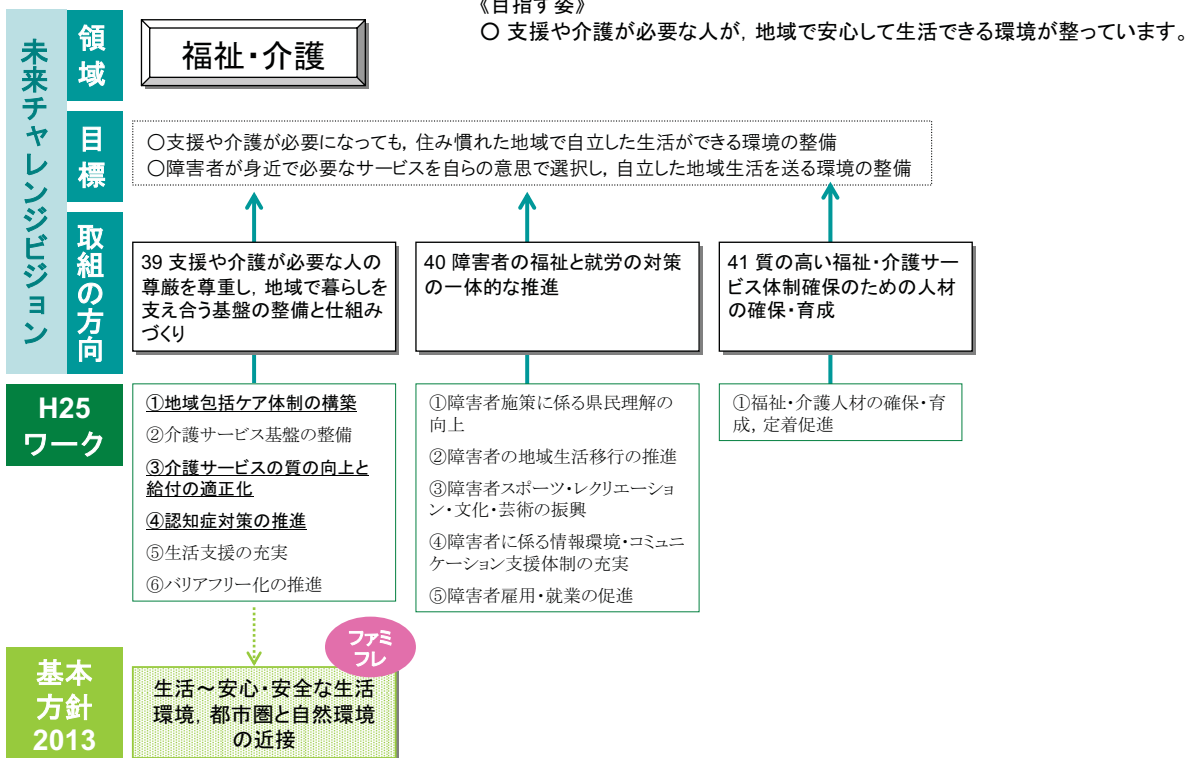 《目指す姿》
○ 支援や介護が必要な人が，地域で安心して生活できる環境が整っています。
未来チャレンジビジョン
領域
福祉・介護
目標
○支援や介護が必要になっても，住み慣れた地域で自立した生活ができる環境の整備
○障害者が身近で必要なサービスを自らの意思で選択し，自立した地域生活を送る環境の整備
取組の方向
39 支援や介護が必要な人の
尊厳を尊重し，地域で暮らしを
支え合う基盤の整備と仕組み
づくり
40 障害者の福祉と就労の対策
の一体的な推進
41 質の高い福祉・介護サー
ビス体制確保のための人材
の確保・育成
H25
ワーク
①地域包括ケア体制の構築
②介護サービス基盤の整備
③介護サービスの質の向上と
給付の適正化
④認知症対策の推進
⑤生活支援の充実
⑥バリアフリー化の推進
①障害者施策に係る県民理解の
向上
②障害者の地域生活移行の推進
③障害者スポーツ・レクリエーショ
ン・文化・芸術の振興
④障害者に係る情報環境・コミュニ
ケーション支援体制の充実
⑤障害者雇用・就業の促進
①福祉・介護人材の確保・育
成，定着促進
ファミ
フレ
基本
方針
2013
生活～安心・安全な生活
環境，都市圏と自然環境
の近接